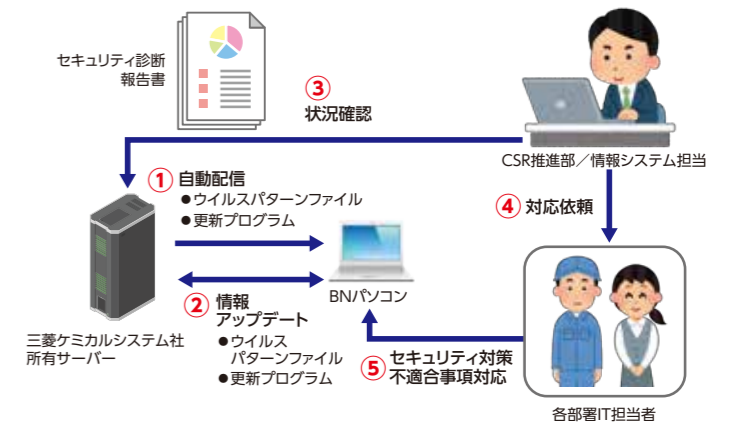 セキュリティ診断
報告書
③
状況確認
CSR推進部／情報システム担当
① 自動配信
●ウイルスパターンファイル
●更新プログラム
④ 対応依頼
BNパソコン
② 情報
アップデート
●ウイルス
パターンファイル
●更新プログラム
三菱ケミカルシステム社
所有サーバー
⑤ セキュリティ対策
不適合事項対応
各部署IT担当者